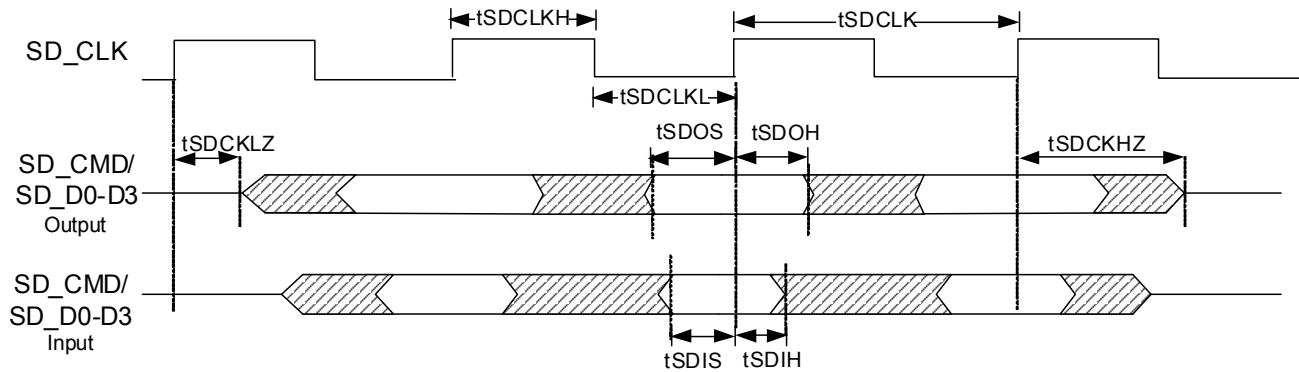 tSDCLKH
tSDCLK
SD_CLK
tSDCLKL
tSDCKLZ
tSDOS
tSDOH
tSDCKHZ
SD_CMD/
SD_D0-D3
Output
SD_CMD/
SD_D0-D3
Input
tSDIS
tSDIH